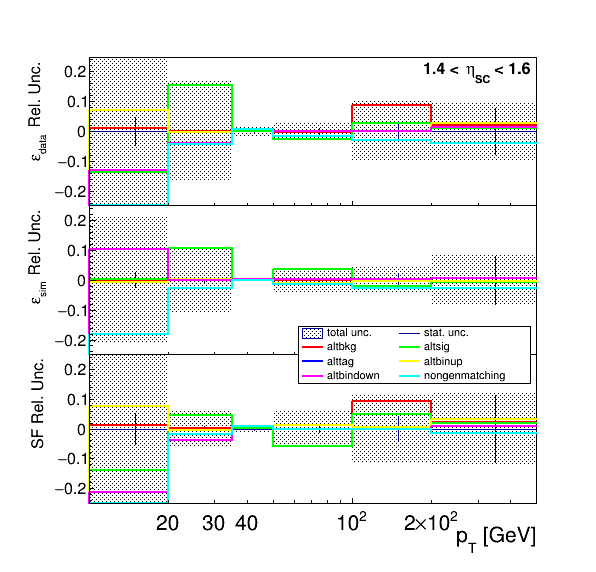 1.4 < η_SC < 1.6
ε_data Rel. Unc.
0.2
0.1
0
−0.1
−0.2
ε_sim Rel. Unc.
0.2
0.1
0
−0.1
−0.2
total unc. stat. unc.
altbkg altsig
alttag altbinup
altbindown nongenmatching
SF Rel. Unc.
0.2
0.1
0
−0.1
−0.2
20 30 40 10² 2×10²
p_T [GeV]